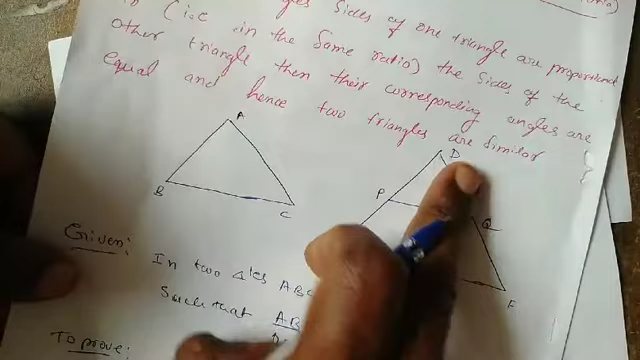 sides of one triangle are proportional
(i.e in the same ratio) the sides of the
other triangle then their corresponding angles are
equal and hence two triangles are similar
A
D
B
C
P
Q
F
Given: In two Δles ABC
Such that AB
To prove: